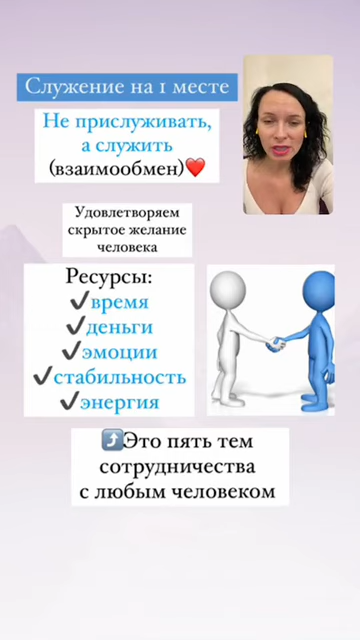 Служение на 1 месте
Не прислуживать,
а служить
(взаимообмен)❤️
Удовлетворяем
скрытое желание
человека
Ресурсы:
✔️время
✔️деньги
✔️эмоции
✔️стабильность
✔️энергия
⤴️Это пять тем
сотрудничества
с любым человеком